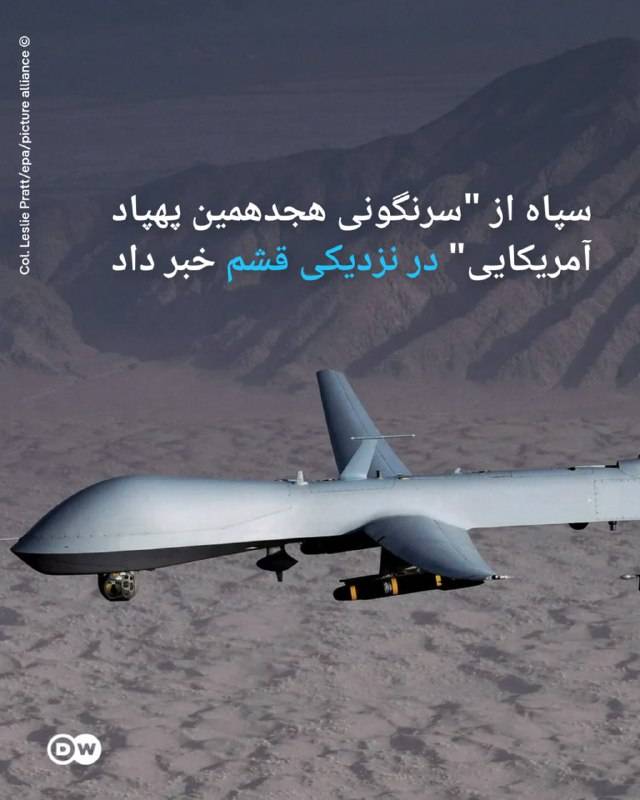 Col. Leslie Pratt/epa/picture alliance ©
سپاه از "سرنگونی هجدهمین پهپاد
آمریکایی" در نزدیکی قشم خبر داد
DW